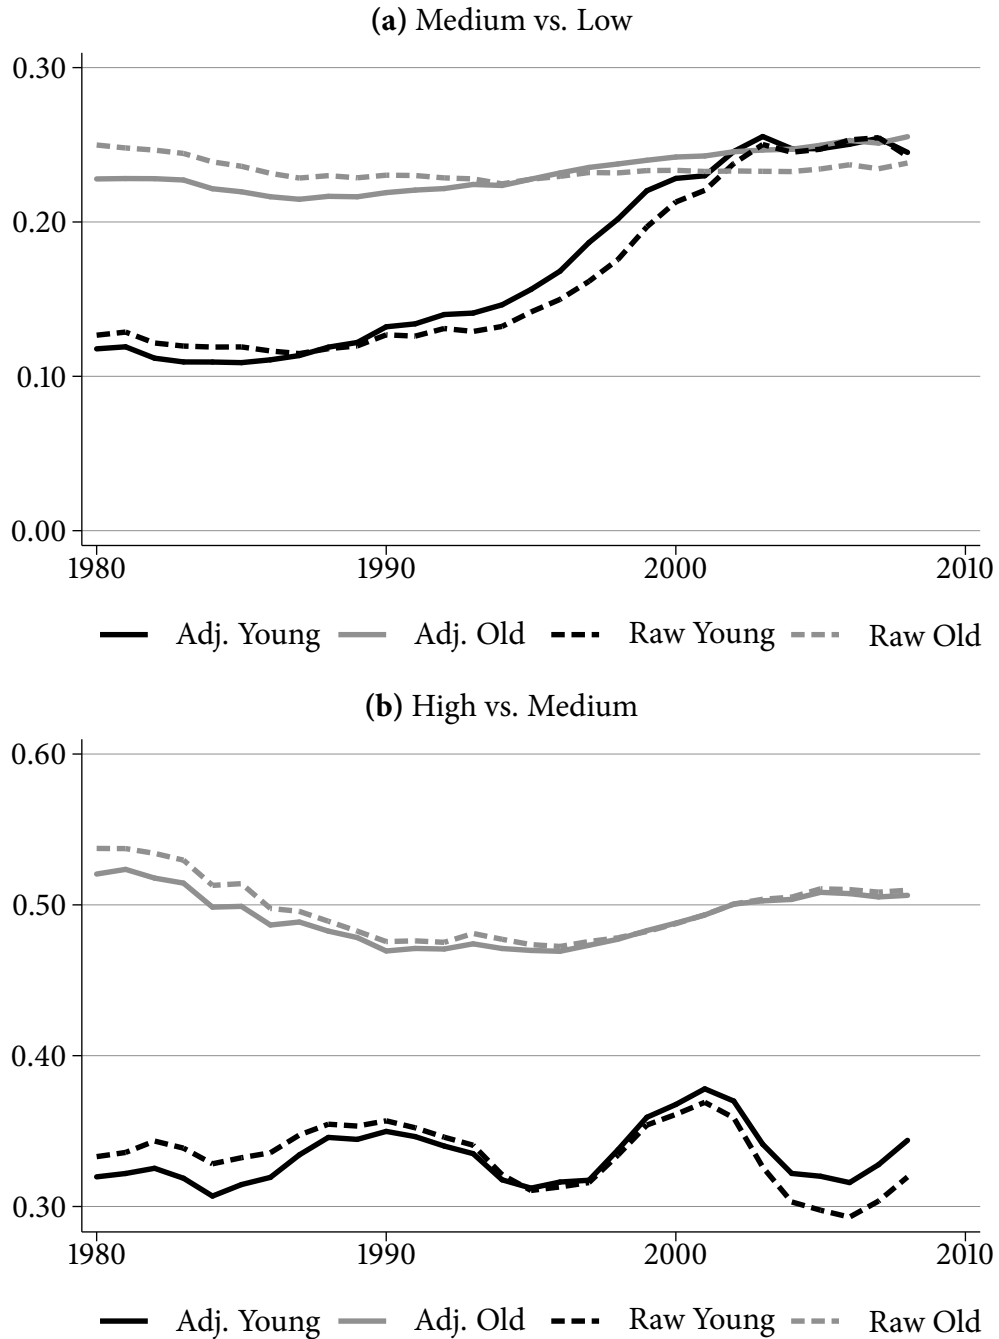 (a) Medium vs. Low
0.30
0.20
0.10
0.00
1980 1990 2000 2010
Adj. Young Adj. Old Raw Young Raw Old
(b) High vs. Medium
0.60
0.50
0.40
0.30
1980 1990 2000 2010
Adj. Young Adj. Old Raw Young Raw Old